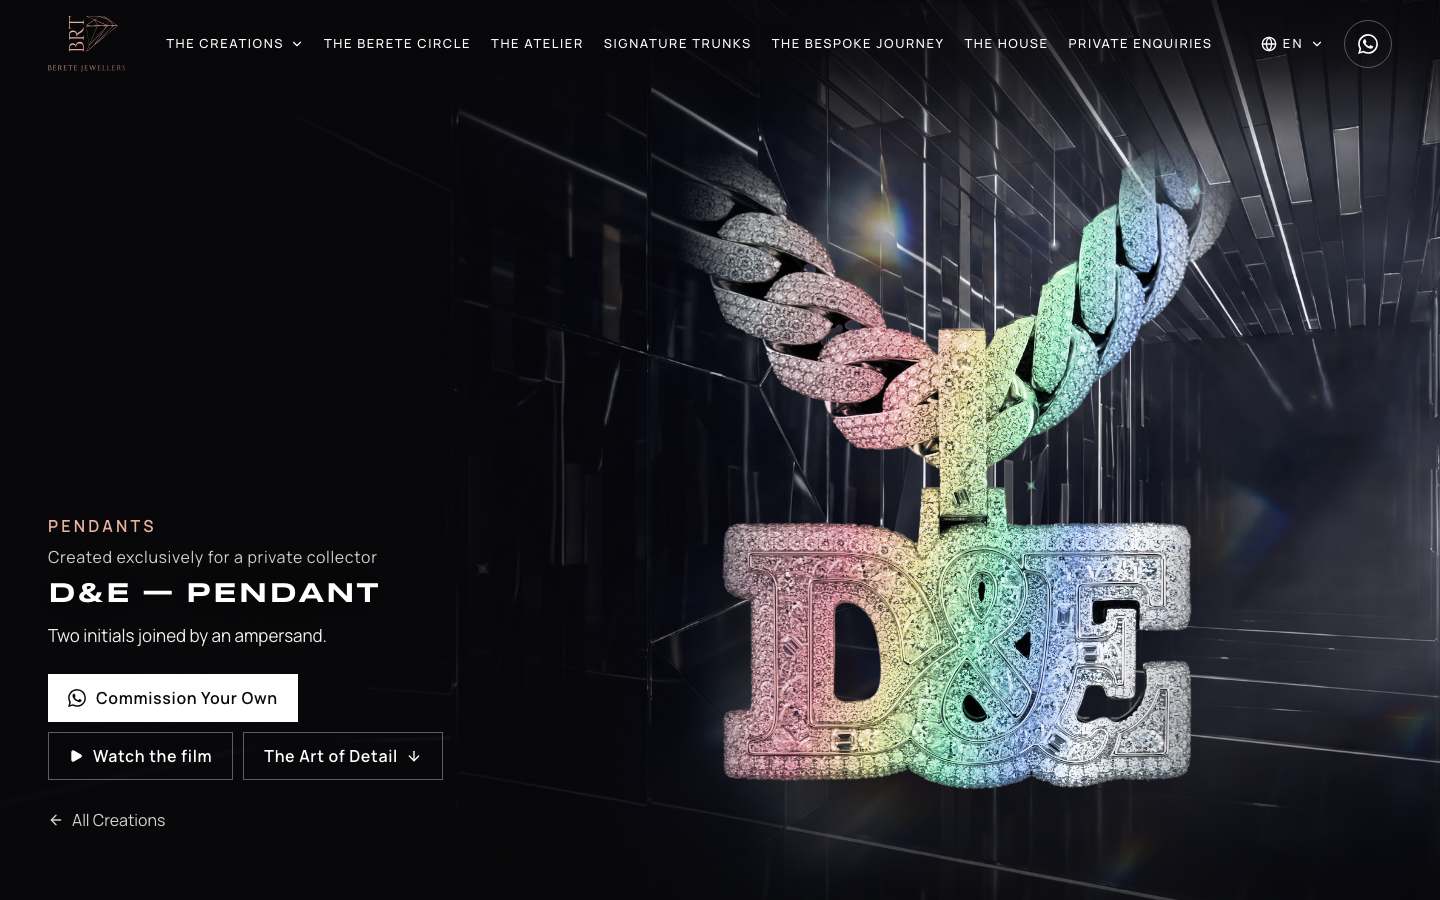 BRT
BERETE JEWELLERS
THE CREATIONS
THE BERETE CIRCLE
THE ATELIER
SIGNATURE TRUNKS
THE BESPOKE JOURNEY
THE HOUSE
PRIVATE ENQUIRIES
EN
D&E
PENDANTS
Created exclusively for a private collector
D&E — PENDANT
Two initials joined by an ampersand.
Commission Your Own
Watch the film
The Art of Detail
All Creations